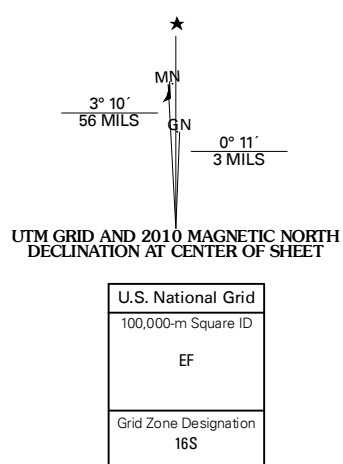 MN
3° 10´
56 MILS
GN
0° 11´
3 MILS
UTM GRID AND 2010 MAGNETIC NORTH
DECLINATION AT CENTER OF SHEET
U.S. National Grid
100,000-m Square ID
EF
Grid Zone Designation
16S